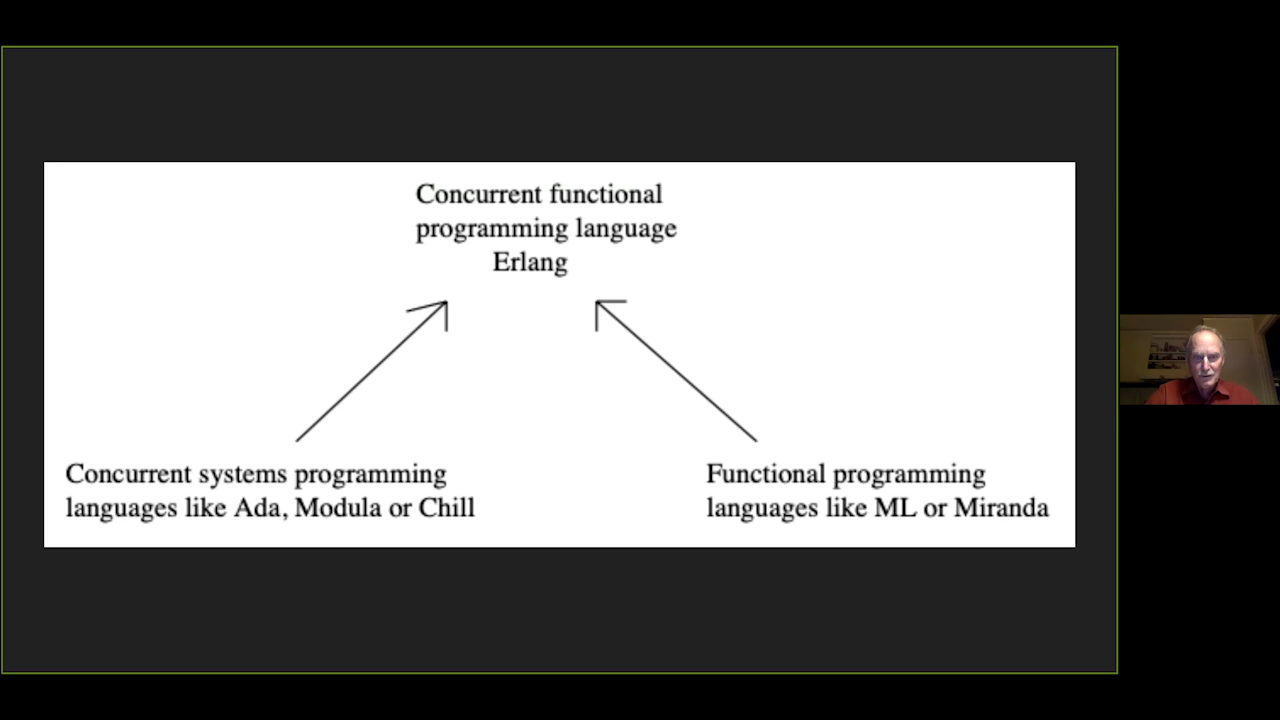 Concurrent functional
programming language
Erlang
Concurrent systems programming
languages like Ada, Modula or Chill
Functional programming
languages like ML or Miranda